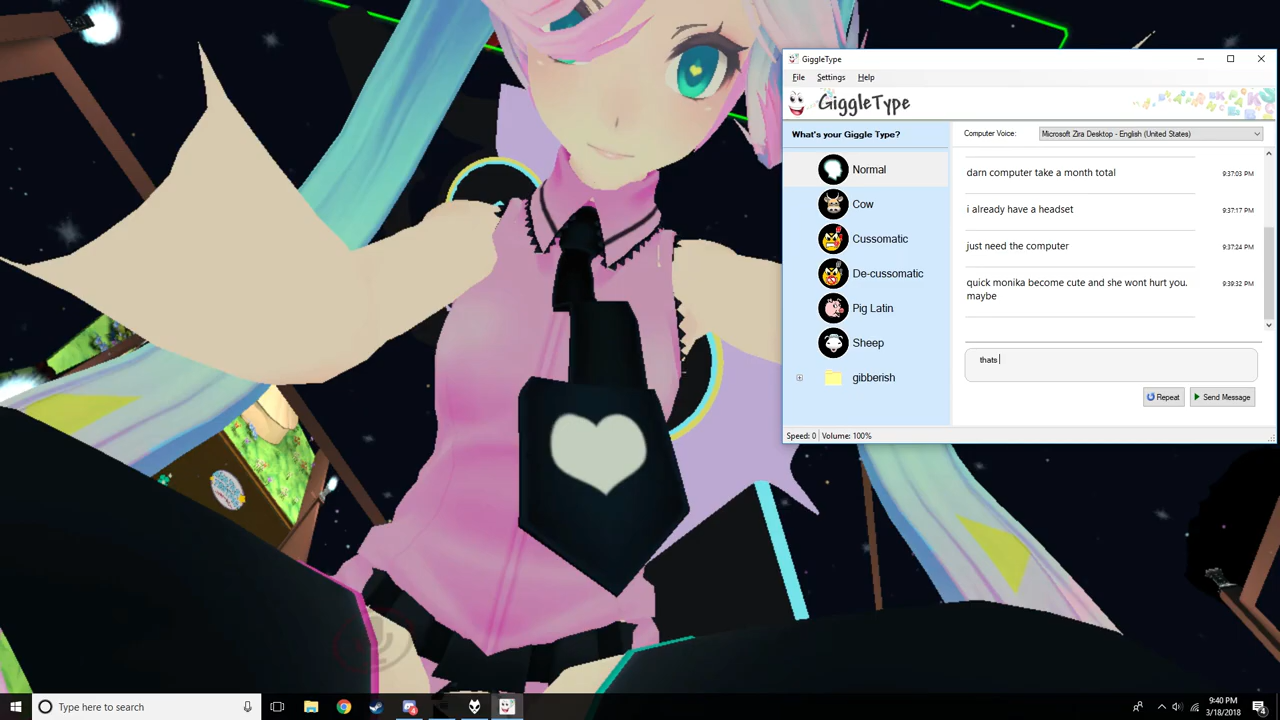 GiggleType
File Settings Help
GiggleType
What's your Giggle Type?
Normal
Cow
Cussomatic
De-cussomatic
Pig Latin
Sheep
gibberish
Computer Voice: Microsoft Zira Desktop - English (United States)
darn computer take a month total 9:37:03 PM
i already have a headset 9:37:17 PM
just need the computer 9:37:24 PM
quick monika become cute and she wont hurt you. 9:39:32 PM
maybe
thats
Repeat Send Message
Speed: 0 Volume: 100%
Type here to search
9:40 PM
3/18/2018
4